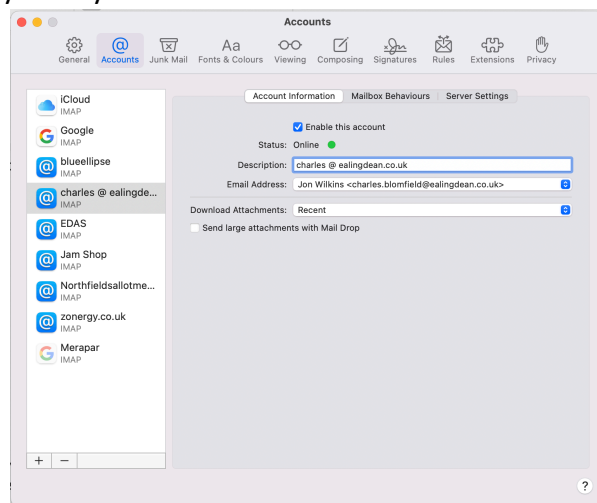 Accounts
General Accounts Junk Mail Fonts & Colours Viewing Composing Signatures Rules Extensions Privacy
Account Information Mailbox Behaviours Server Settings
iCloud
IMAP
Google
IMAP
blueellipse
IMAP
charles @ ealingde...
IMAP
EDAS
IMAP
Jam Shop
IMAP
Northfieldsallotme...
IMAP
zonergy.co.uk
IMAP
Merapar
IMAP
+ −
Enable this account
Status: Online
Description: charles @ ealingdean.co.uk
Email Address: Jon Wilkins <charles.blomfield@ealingdean.co.uk>
Download Attachments: Recent
Send large attachments with Mail Drop
?